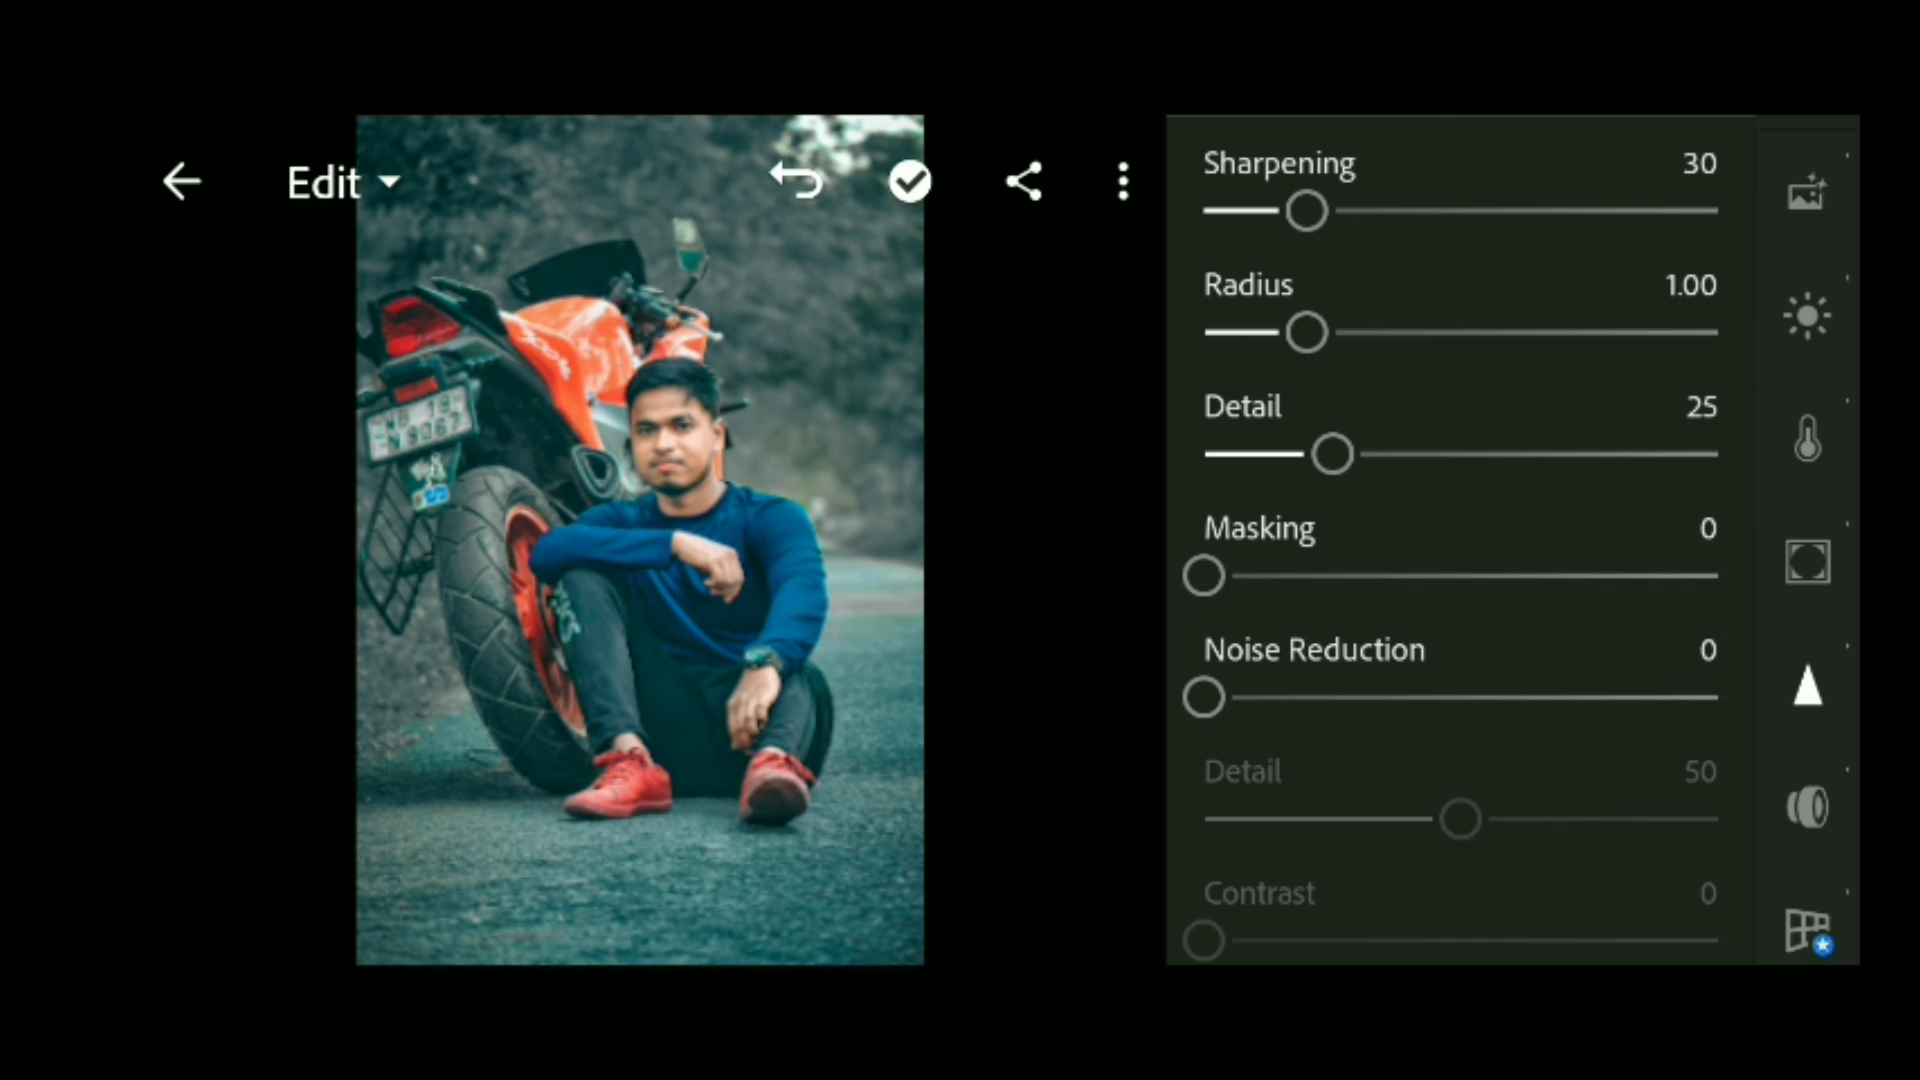 Edit
Sharpening 30
Radius 1.00
Detail 25
Masking 0
Noise Reduction 0
Detail 50
Contrast 0